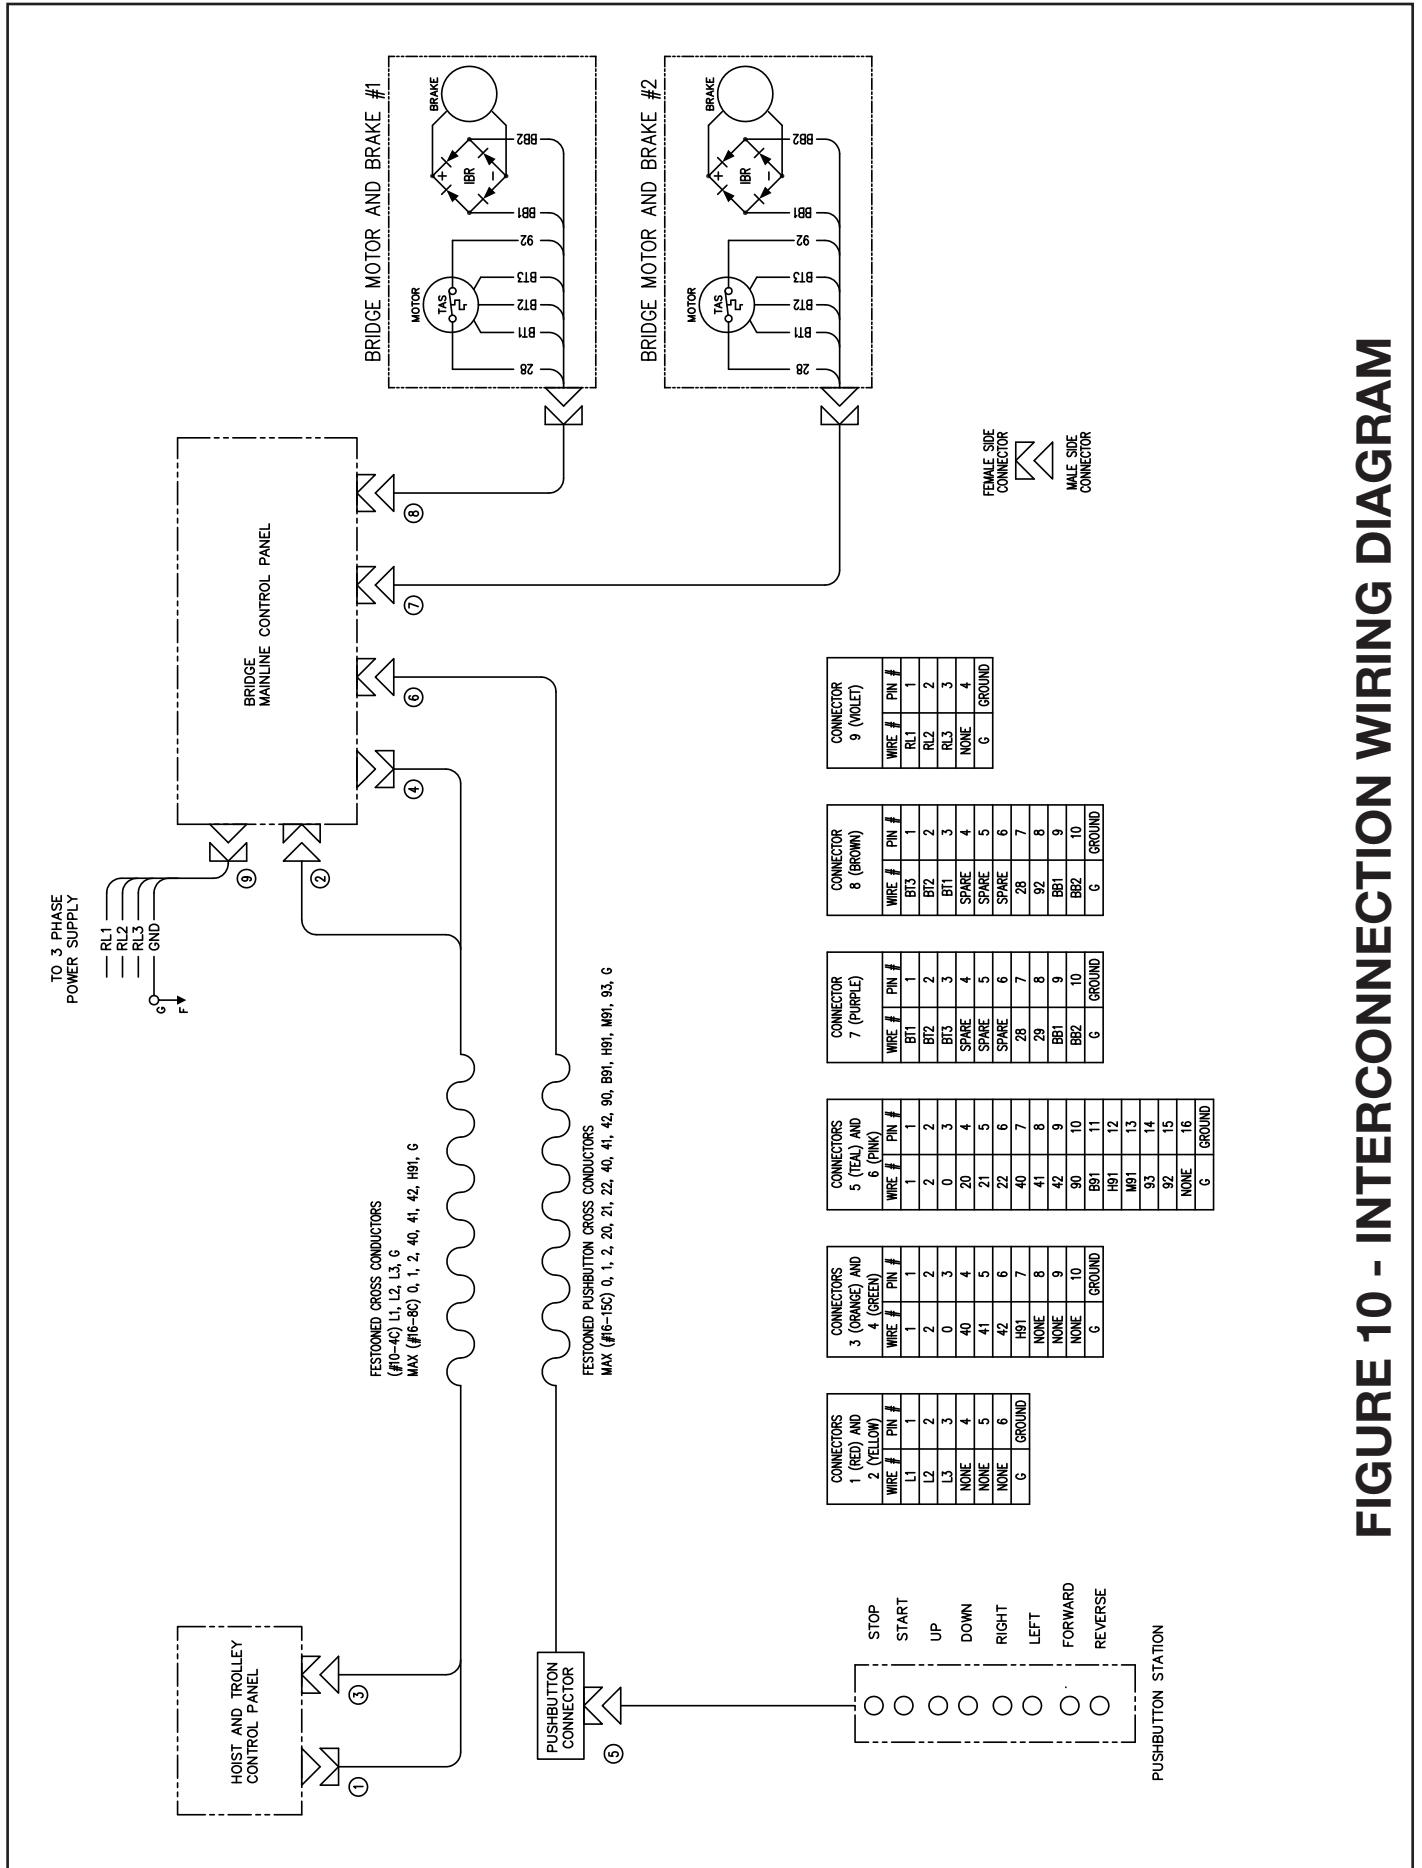 TO 3 PHASE
POWER SUPPLY
RL1
RL2
RL3
GND
G
F
9
2
BRIDGE
MAINLINE CONTROL PANEL
4
6
7
8
BRIDGE MOTOR AND BRAKE #1
MOTOR
TAS
28
BT1
BT2
BT3
92
BB1
BB2
+
IBR
-
BRAKE
BRIDGE MOTOR AND BRAKE #2
MOTOR
TAS
28
BT1
BT2
BT3
92
BB1
BB2
+
IBR
-
BRAKE
HOIST AND TROLLEY
CONTROL PANEL
1
3
FESTOONED CROSS CONDUCTORS
(#10-4C) L1, L2, L3, G
MAX (#16-8C) 0, 1, 2, 40, 41, 42, H91, G
PUSHBUTTON
CONNECTOR
5
FESTOONED PUSHBUTTON CROSS CONDUCTORS
MAX (#16-15C) 0, 1, 2, 20, 21, 22, 40, 41, 42, 90, B91, H91, M91, 93, G
FEMALE SIDE
CONNECTOR
MALE SIDE
CONNECTOR
STOP
START
UP
DOWN
RIGHT
LEFT
FORWARD
REVERSE
PUSHBUTTON STATION
CONNECTORS
1 (RED) AND
2 (YELLOW)
WIRE # PIN #
L1 1
L2 2
L3 3
NONE 4
NONE 5
NONE 6
G GROUND
CONNECTORS
3 (ORANGE) AND
4 (GREEN)
WIRE # PIN #
1 1
2 2
0 3
40 4
41 5
42 6
H91 7
NONE 8
NONE 9
NONE 10
G GROUND
CONNECTORS
5 (TEAL) AND
6 (PINK)
WIRE # PIN #
1 1
2 2
0 3
20 4
21 5
22 6
40 7
41 8
42 9
90 10
B91 11
H91 12
M91 13
93 14
92 15
NONE 16
G GROUND
CONNECTOR
7 (PURPLE)
WIRE # PIN #
BT1 1
BT2 2
BT3 3
SPARE 4
SPARE 5
SPARE 6
28 7
29 8
BB1 9
BB2 10
G GROUND
CONNECTOR
8 (BROWN)
WIRE # PIN #
BT3 1
BT2 2
BT1 3
SPARE 4
SPARE 5
SPARE 6
28 7
92 8
BB1 9
BB2 10
G GROUND
CONNECTOR
9 (VIOLET)
WIRE # PIN #
RL1 1
RL2 2
RL3 3
NONE 4
G GROUND
FIGURE 10 - INTERCONNECTION WIRING DIAGRAM